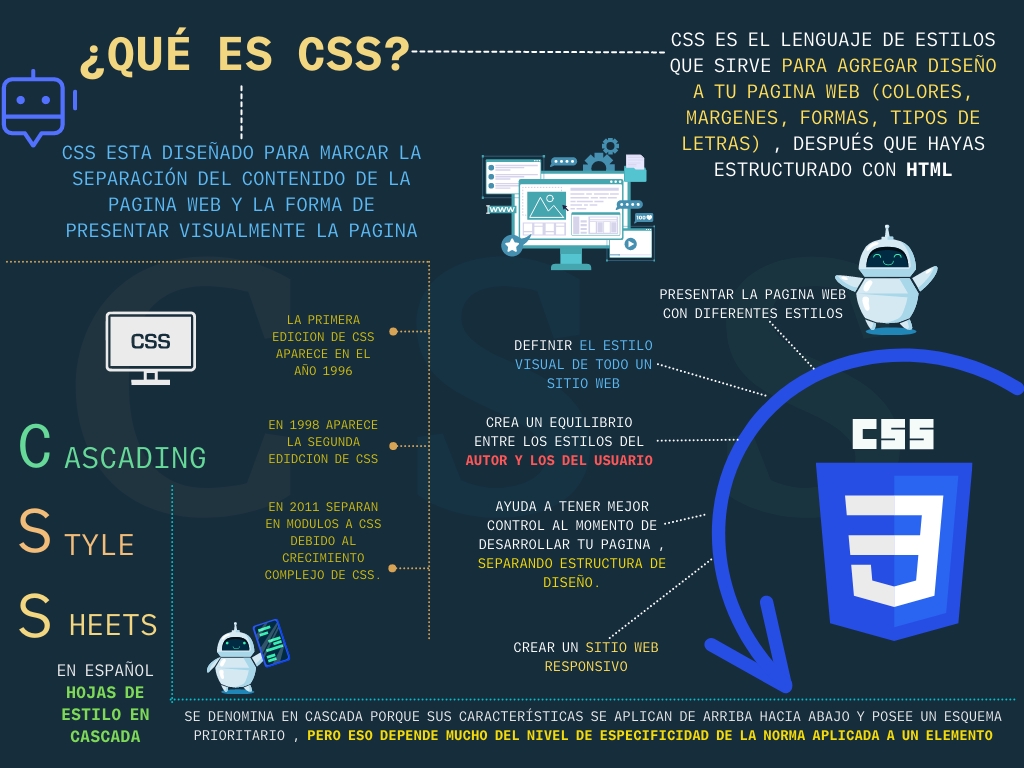 ¿QUÉ ES CSS?
CSS ES EL LENGUAJE DE ESTILOS
QUE SIRVE PARA AGREGAR DISEÑO
A TU PAGINA WEB (COLORES,
MARGENES, FORMAS, TIPOS DE
LETRAS) , DESPUÉS QUE HAYAS
ESTRUCTURADO CON HTML
CSS ESTA DISEÑADO PARA MARCAR LA
SEPARACIÓN DEL CONTENIDO DE LA
PAGINA WEB Y LA FORMA DE
PRESENTAR VISUALMENTE LA PAGINA
WWW
100
CSS
CSS
LA PRIMERA
EDICION DE CSS
APARECE EN EL
AÑO 1996
EN 1998 APARECE
LA SEGUNDA
EDIDCION DE CSS
EN 2011 SEPARAN
EN MODULOS A CSS
DEBIDO AL
CRECIMIENTO
COMPLEJO DE CSS.
CASCADING
STYLE
SHEETS
EN ESPAÑOL
HOJAS DE
ESTILO EN
CASCADA
PRESENTAR LA PAGINA WEB
CON DIFERENTES ESTILOS
DEFINIR EL ESTILO
VISUAL DE TODO UN
SITIO WEB
CREA UN EQUILIBRIO
ENTRE LOS ESTILOS DEL
AUTOR Y LOS DEL USUARIO
AYUDA A TENER MEJOR
CONTROL AL MOMENTO DE
DESARROLLAR TU PAGINA ,
SEPARANDO ESTRUCTURA DE
DISEÑO.
CREAR UN SITIO WEB
RESPONSIVO
CSS
3
SE DENOMINA EN CASCADA PORQUE SUS CARACTERÍSTICAS SE APLICAN DE ARRIBA HACIA ABAJO Y POSEE UN ESQUEMA
PRIORITARIO , PERO ESO DEPENDE MUCHO DEL NIVEL DE ESPECIFICIDAD DE LA NORMA APLICADA A UN ELEMENTO